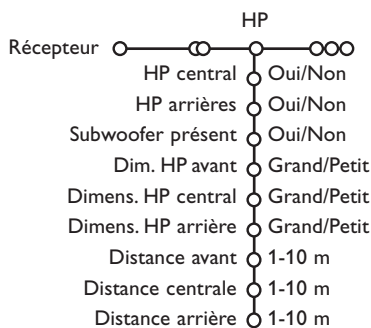 HP
Récepteur
HP central Oui/Non
HP arrières Oui/Non
Subwoofer présent Oui/Non
Dim. HP avant Grand/Petit
Dimens. HP central Grand/Petit
Dimens. HP arrière Grand/Petit
Distance avant 1-10 m
Distance centrale 1-10 m
Distance arrière 1-10 m